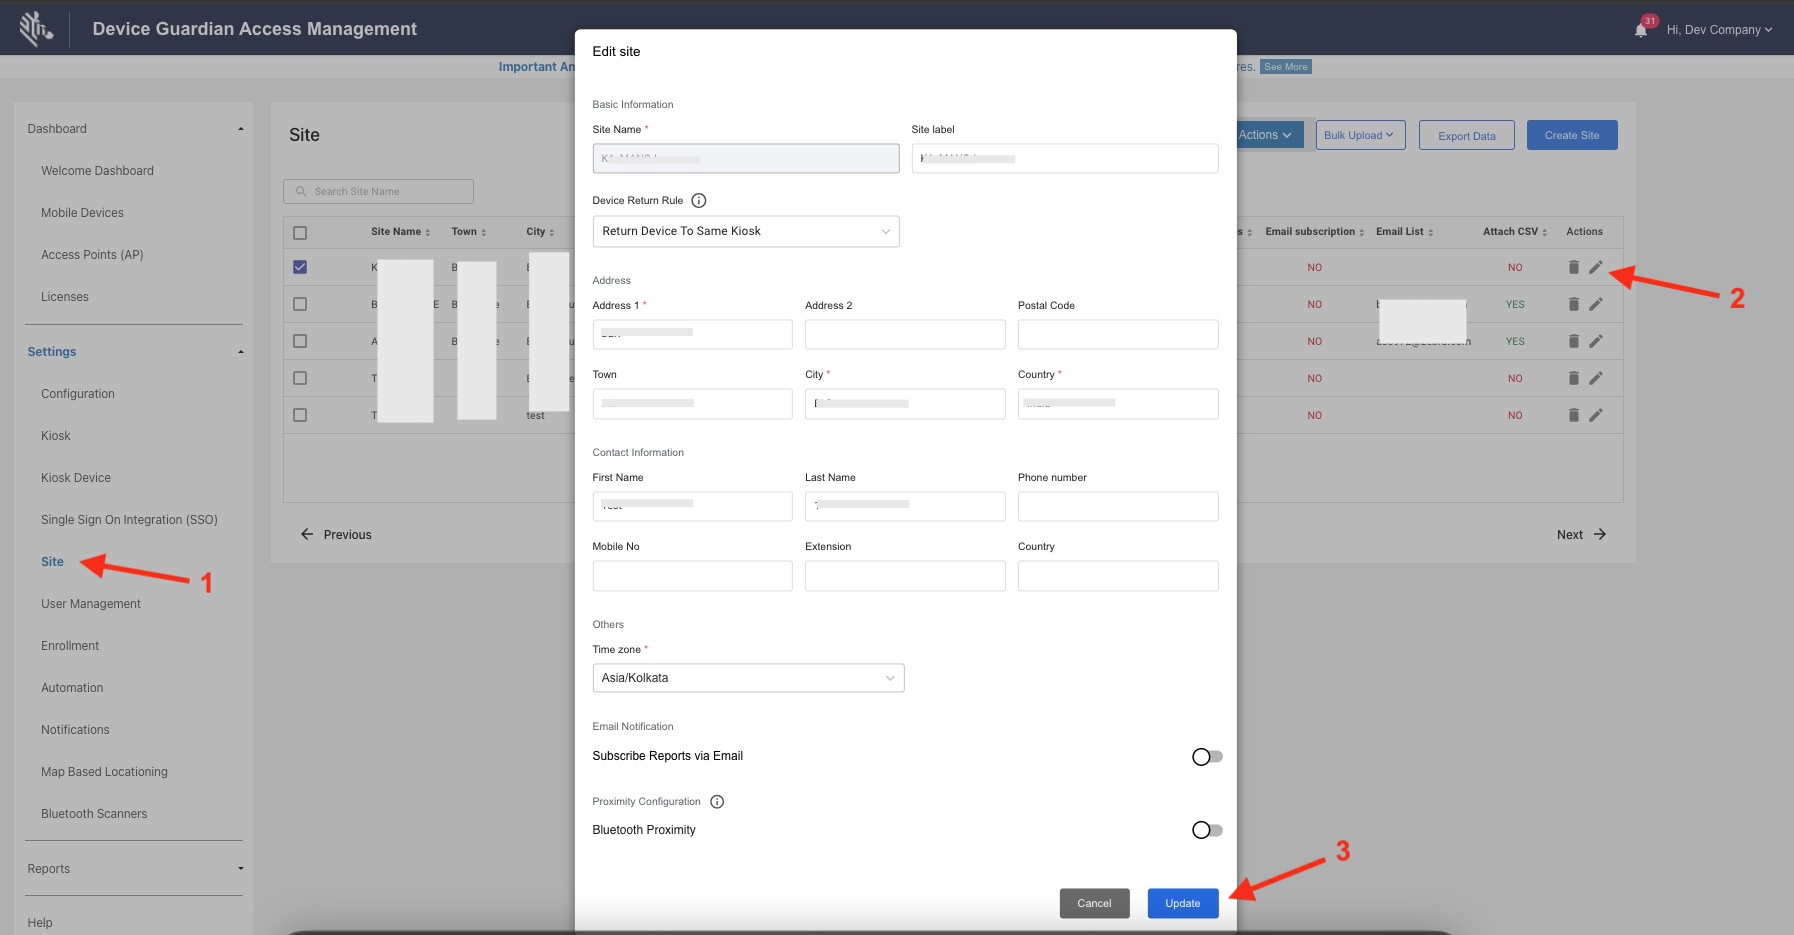 Device Guardian Access Management
31
Hi, Dev Company
Important An
res. See More
Dashboard
Welcome Dashboard
Mobile Devices
Access Points (AP)
Licenses
Settings
Configuration
Kiosk
Kiosk Device
Single Sign On Integration (SSO)
Site
1
User Management
Enrollment
Automation
Notifications
Map Based Locationing
Bluetooth Scanners
Reports
Help
Site
Actions
Bulk Upload
Export Data
Create Site
Search Site Name
Site Name Town City
s Email subscription Email List Attach CSV Actions
K B NO NO
B E B e NO YES
A B e NO YES
T NO NO
T test NO NO
2
Previous
Next
Edit site
Basic Information
Site Name * Site label
Device Return Rule
Return Device To Same Kiosk
Address
Address 1 * Address 2 Postal Code
Town City * Country *
Contact Information
First Name Last Name Phone number
Mobile No Extension Country
Others
Time zone *
Asia/Kolkata
Email Notification
Subscribe Reports via Email
Proximity Configuration
Bluetooth Proximity
3
Cancel Update